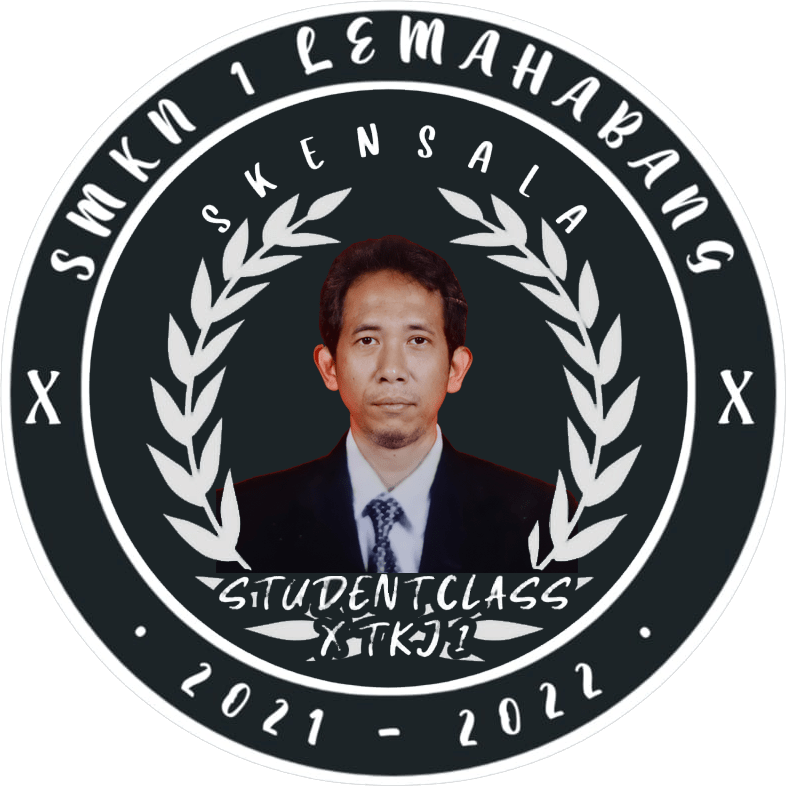 SMKN 1 LEMAHABANG
SKENSALA
X
X
STUDENT CLASS
X TKJ 1
2021 - 2022